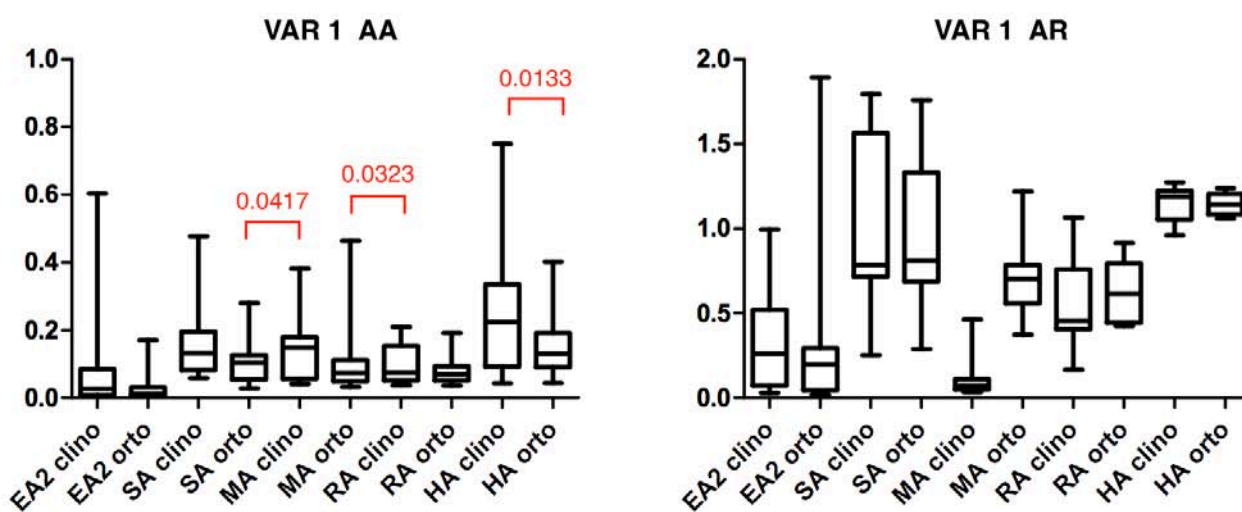 VAR 1 AA
1.0
0.8
0.6
0.4
0.2
0.0
0.0417
0.0323
0.0133
EA2 clino
EA2 orto
SA clino
SA orto
MA clino
MA orto
RA clino
RA orto
HA clino
HA orto
VAR 1 AR
2.0
1.5
1.0
0.5
0.0
EA2 clino
EA2 orto
SA clino
SA orto
MA clino
MA orto
RA clino
RA orto
HA clino
HA orto